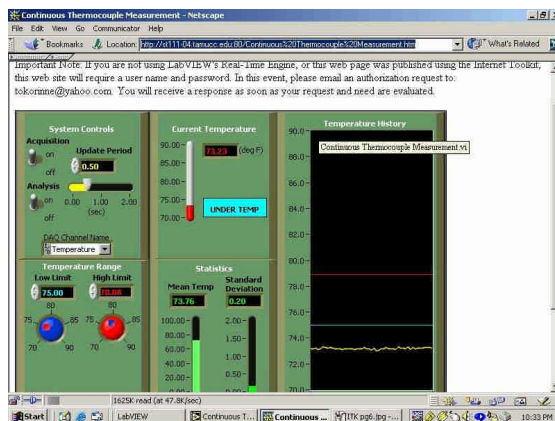 Continuous Thermocouple Measurement - Netscape
File Edit View Go Communicator Help
Bookmarks Location: http://st111-04.tamucc.edu:80/Continuous%20Thermocouple%20Measurement.htm What's Related
Important Note: If you are not using LabVIEW's Real-Time Engine, or this web page was published using the Internet Toolkit,
this web site will require a user name and password. In this event, please email an authorization request to:
tokorinne@yahoo.com. You will receive a response as soon as your request and need are evaluated.
System Controls
Acquisition
on
off
Update Period
0.50
Analysis
on
off
0.00 1.00 2.00
(sec)
DAQ Channel Name
Temperature
Current Temperature
90.00
85.00
80.00
75.00
70.00
73.23 (deg F)
UNDER TEMP
Temperature History
Continuous Thermocouple Measurement.vi
90.0
88.0
86.0
84.0
82.0
80.0
78.0
76.0
74.0
72.0
70.0
Temperature Range
Low Limit High Limit
75.00
80 80
75 85 75 85
70 90 70 90
Statistics
Mean Temp Standard Deviation
73.76 0.20
100.00
80.00
60.00
40.00
20.00
2.00
1.50
1.00
0.50
1625K read (at 47.8K/sec)
Start LabVIEW Continuous T... Continuous ... ITK pg6.jpg -... 10:33 PM